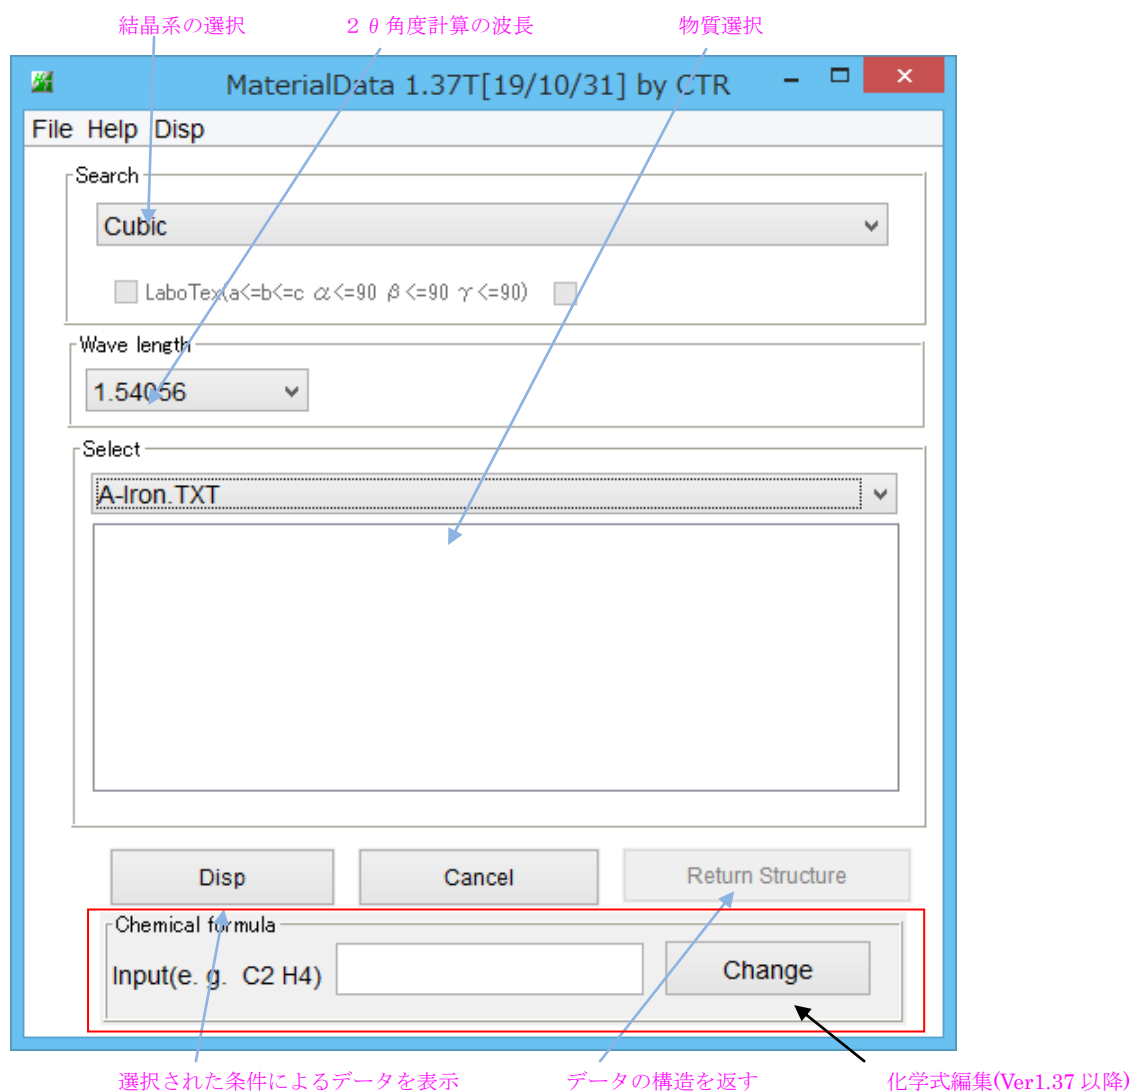 結晶系の選択 2θ角度計算の波長 物質選択
MaterialData 1.37T[19/10/31] by CTR
File Help Disp
Search
Cubic
LaboTex(a<=b<=c α<=90 β<=90 γ<=90)
Wave length
1.54056
Select
A-Iron.TXT
Disp Cancel Return Structure
Chemical formula
Input(e. g. C2 H4) Change
選択された条件によるデータを表示 データの構造を返す 化学式編集(Ver1.37 以降)